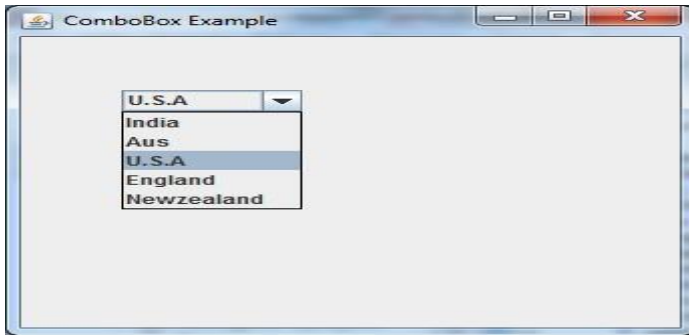 ComboBox Example
U.S.A
India
Aus
U.S.A
England
Newzealand